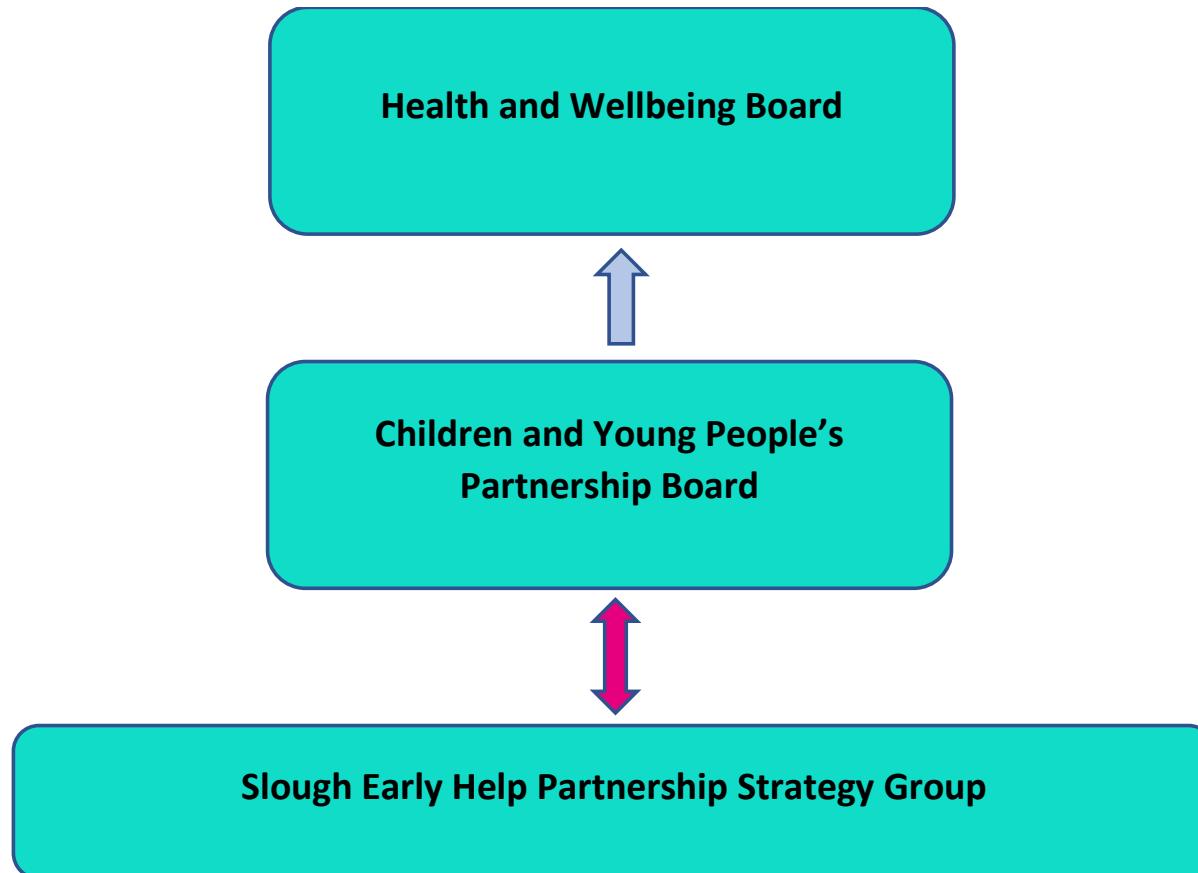 Health and Wellbeing Board
Children and Young People’s
Partnership Board
Slough Early Help Partnership Strategy Group